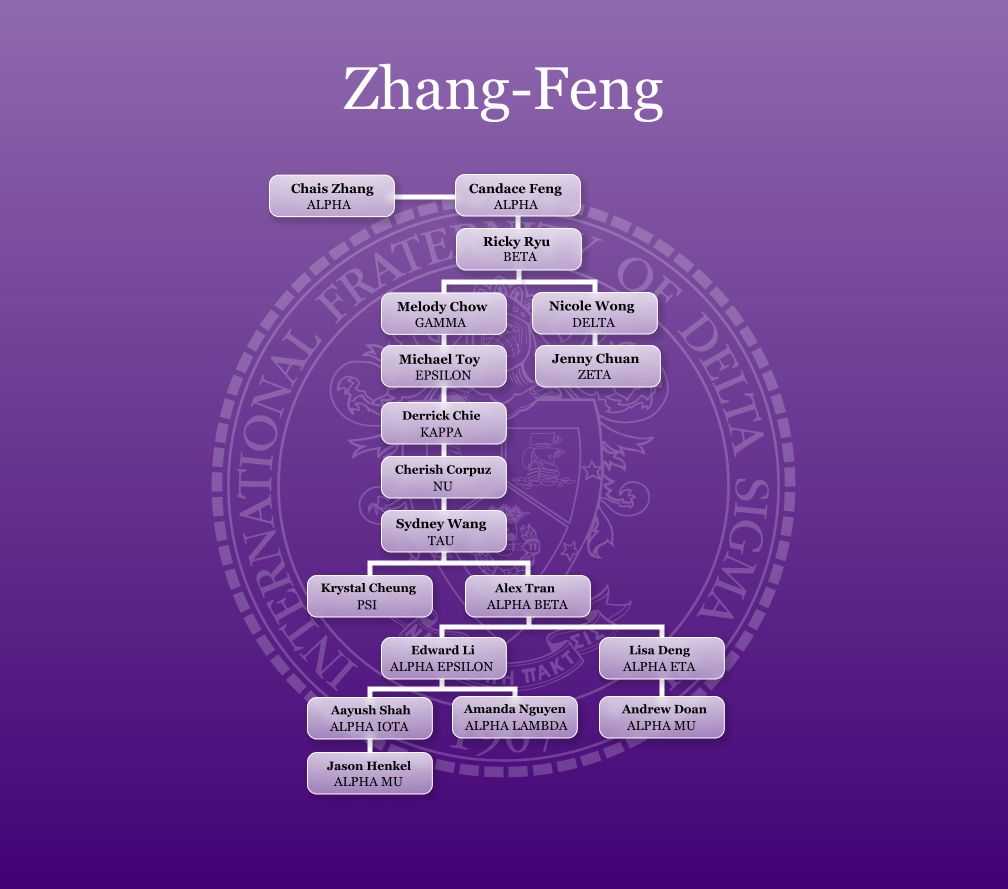 Zhang-Feng
Chais Zhang
ALPHA
Candace Feng
ALPHA
Ricky Ryu
BETA
Melody Chow
GAMMA
Nicole Wong
DELTA
Michael Toy
EPSILON
Jenny Chuan
ZETA
Derrick Chie
KAPPA
Cherish Corpuz
NU
Sydney Wang
TAU
Krystal Cheung
PSI
Alex Tran
ALPHA BETA
Edward Li
ALPHA EPSILON
Lisa Deng
ALPHA ETA
Aayush Shah
ALPHA IOTA
Amanda Nguyen
ALPHA LAMBDA
Andrew Doan
ALPHA MU
Jason Henkel
ALPHA MU
INTERNATIONAL FRATERNITY OF DELTA SIGMA
ΠΑΚΤΣΙΣ
1907